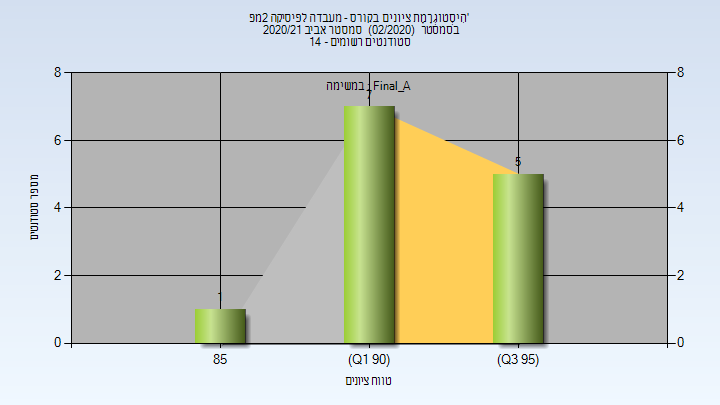 היסטוגרמת ציונים בקורס - מעבדה לפיסיקה 2מפ'
בסמסטר (02/2020) סמסטר אביב 2020/21
סטודנטים רשומים - 14
במשימה : Final_A
8 8
7
6 6
5
4 4
2 2
1
0 0
מספר סטודנטים
85 (Q1 90) (Q3 95)
טווח ציונים